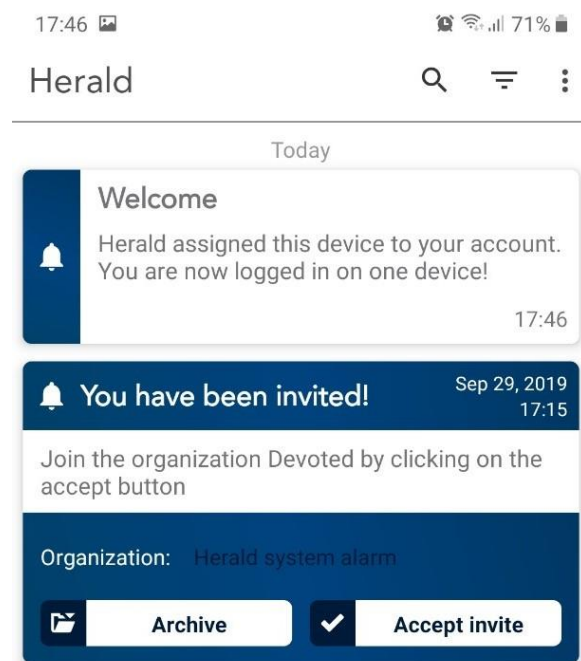 17:46 71%
Herald
Today
Welcome
Herald assigned this device to your account.
You are now logged in on one device!
17:46
You have been invited!
Sep 29, 2019
17:15
Join the organization Devoted by clicking on the
accept button
Organization: Herald system alarm
Archive
Accept invite